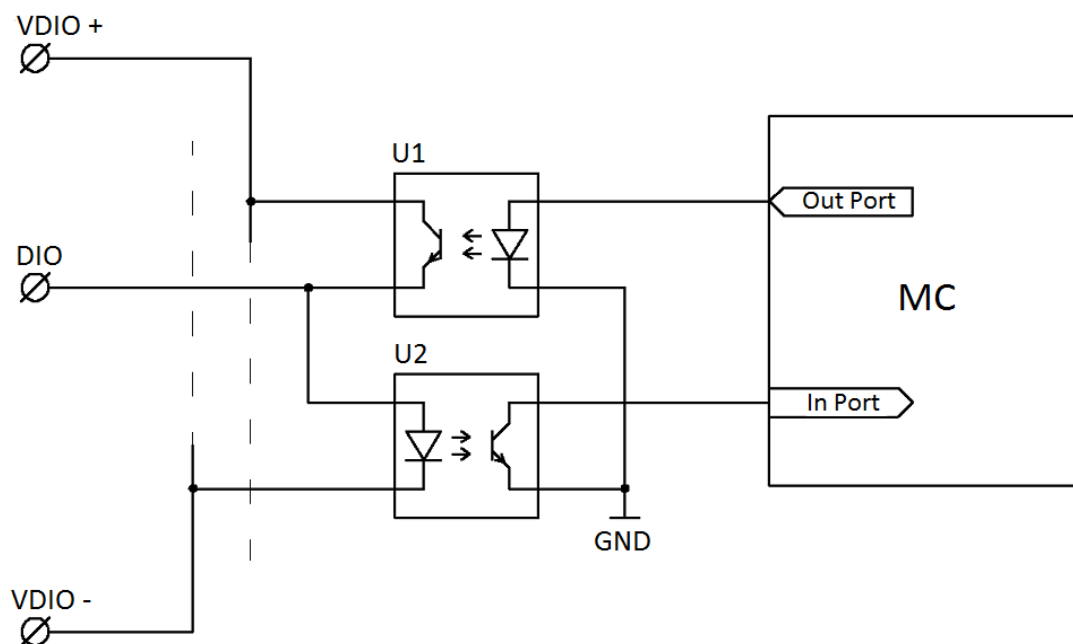 VDIO +
U1
Out Port
DIO
MC
U2
In Port
GND
VDIO -